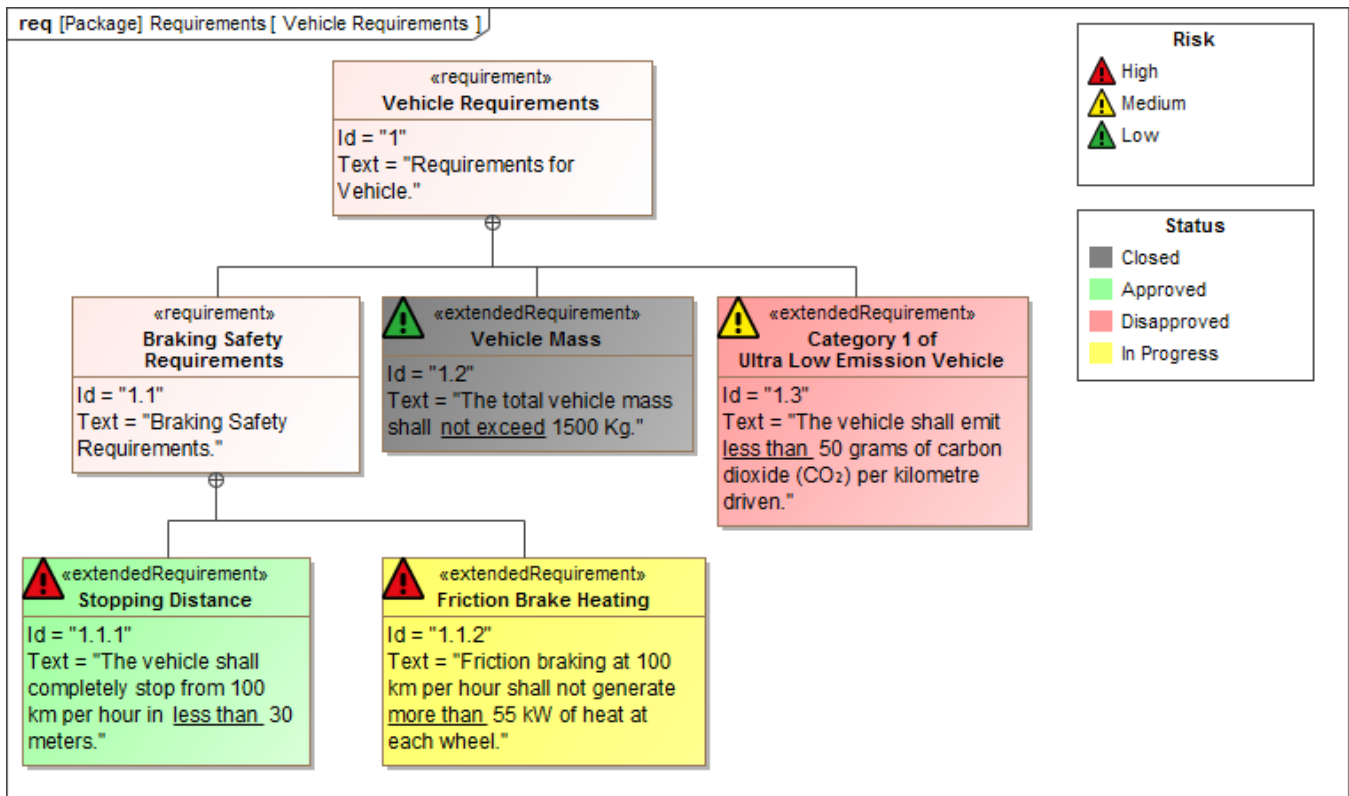 req [Package] Requirements [ Vehicle Requirements ]
Risk
High
Medium
Low
Status
Closed
Approved
Disapproved
In Progress
«requirement»
Vehicle Requirements
Id = "1"
Text = "Requirements for
Vehicle."
«requirement»
Braking Safety
Requirements
Id = "1.1"
Text = "Braking Safety
Requirements."
«extendedRequirement»
Vehicle Mass
Id = "1.2"
Text = "The total vehicle mass
shall not exceed 1500 Kg."
«extendedRequirement»
Category 1 of
Ultra Low Emission Vehicle
Id = "1.3"
Text = "The vehicle shall emit
less than 50 grams of carbon
dioxide (CO₂) per kilometre
driven."
«extendedRequirement»
Stopping Distance
Id = "1.1.1"
Text = "The vehicle shall
completely stop from 100
km per hour in less than 30
meters."
«extendedRequirement»
Friction Brake Heating
Id = "1.1.2"
Text = "Friction braking at 100
km per hour shall not generate
more than 55 kW of heat at
each wheel."